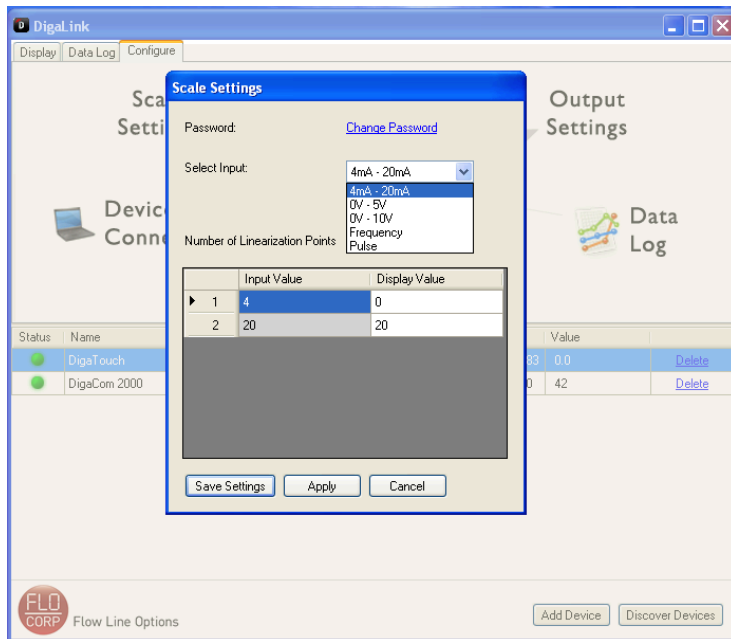 DigaLink
Display Data Log Configure
Scale Settings
Password: Change Password
Select Input: 4mA - 20mA
4mA - 20mA
0V - 5V
0V - 10V
Frequency
Pulse
Number of Linearization Points
Input Value Display Value
1 4 0
2 20 20
Save Settings Apply Cancel
Sca
Setti
Output
Settings
Devic
Conne
Data
Log
Status Name Value
DigaTouch 83 0.0 Delete
DigaCom 2000 0 42 Delete
FLO
CORP
Flow Line Options
Add Device Discover Devices